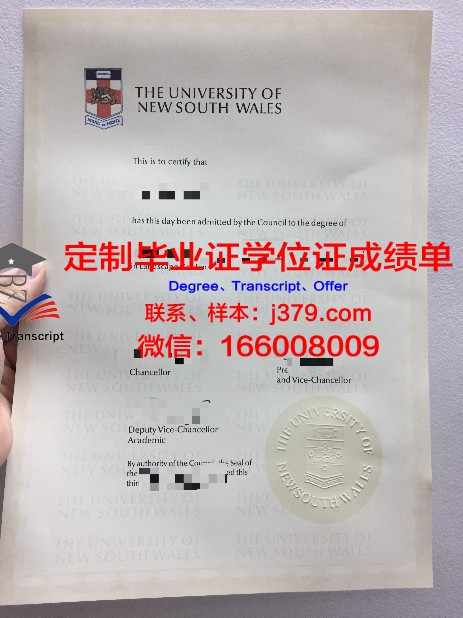 THE UNIVERSITY OF
NEW SOUTH WALES
This is to certify that
has this day been admitted by the Council to the degree of
定制毕业证学位证成绩单
Degree、Transcript、Offer
Transcript
联系、样本：j379.com
微信：166008009
Chancellor
and Vice-Chancellor
Deputy Vice-Chancellor
Academic
By authority of the Council, the Seal of
the
ed this
THE UNIVERSITY OF
NEW SOUTH WALES